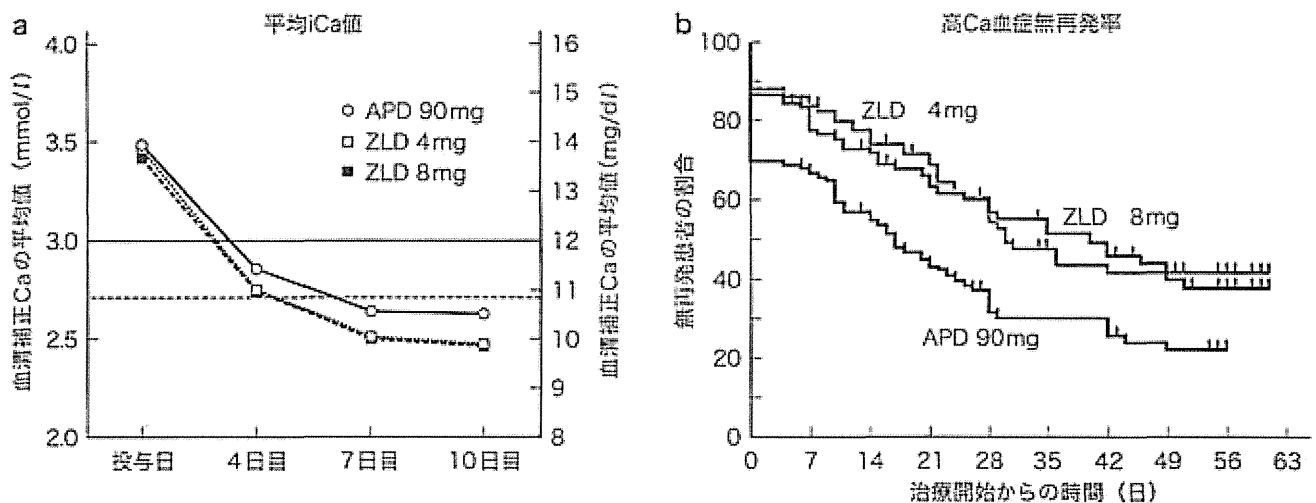 a
平均iCa値
血清補正Caの平均値 (mmol/l)
4.0
3.5
3.0
2.5
2.0
APD 90mg
ZLD 4mg
ZLD 8mg
16
15
14
13
12
11
10
9
8
血清補正Caの平均値(mg/dl)
投与日 4日目 7日目 10日目
b
高Ca血症無再発率
無再発患者の割合
100
80
60
40
20
0
ZLD 4mg
ZLD 8mg
APD 90mg
0 7 14 21 28 35 42 49 56 63
治療開始からの時間(日)